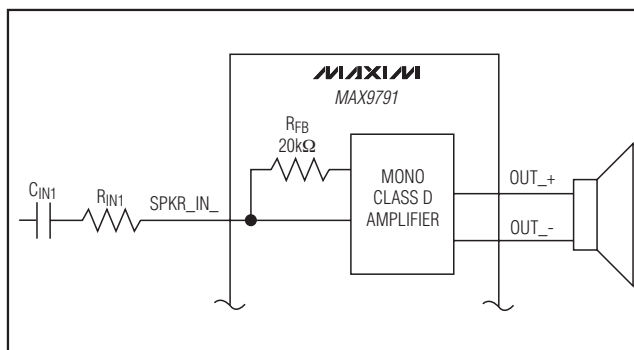 MAXIM
MAX9791
RFB
20kΩ
MONO
CLASS D
AMPLIFIER
CIN1
RIN1
SPKR_IN_
OUT_+
OUT_-